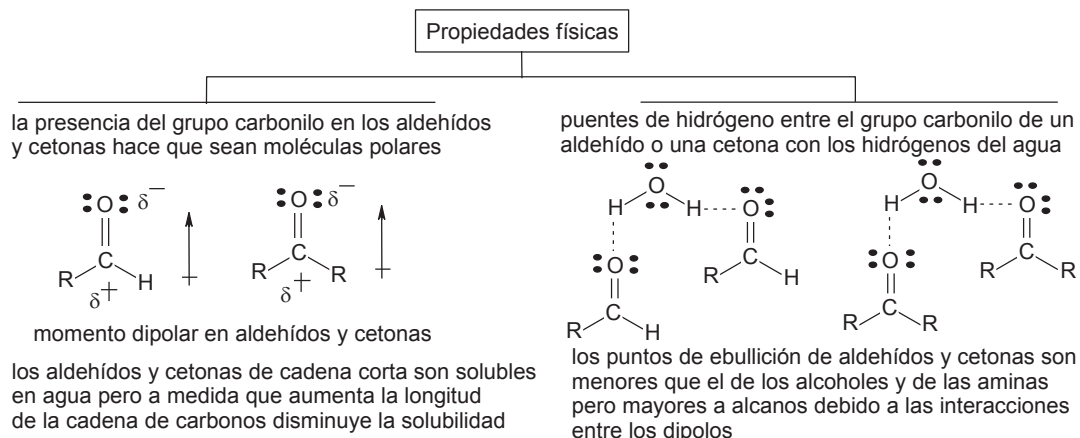 Propiedades físicas
la presencia del grupo carbonilo en los aldehídos
y cetonas hace que sean moléculas polares
O δ−
C
R H
δ+
O δ−
C
R R
δ+
momento dipolar en aldehídos y cetonas
los aldehídos y cetonas de cadena corta son solubles
en agua pero a medida que aumenta la longitud
de la cadena de carbonos disminuye la solubilidad
puentes de hidrógeno entre el grupo carbonilo de un
aldehído o una cetona con los hidrógenos del agua
O
H H O
C
R H
O
C
R H
O
H H O
C
R R
O
C
R R
los puntos de ebullición de aldehídos y cetonas son
menores que el de los alcoholes y de las aminas
pero mayores a alcanos debido a las interacciones
entre los dipolos